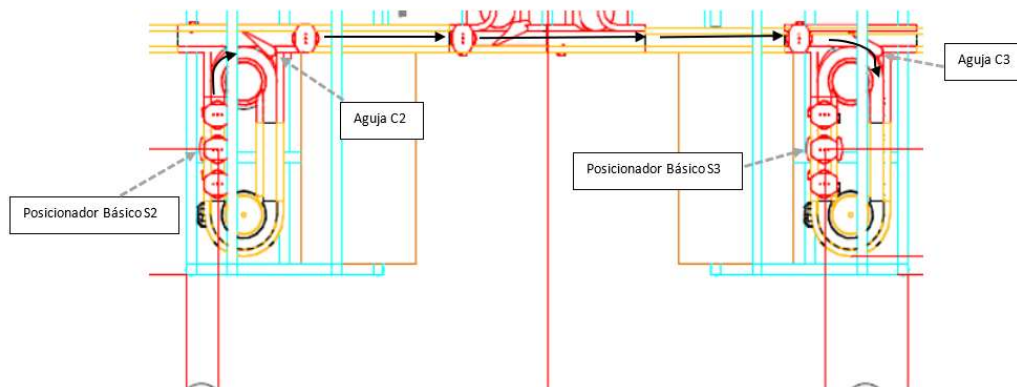 Aguja C3
Aguja C2
Posicionador Básico S3
Posicionador Básico S2